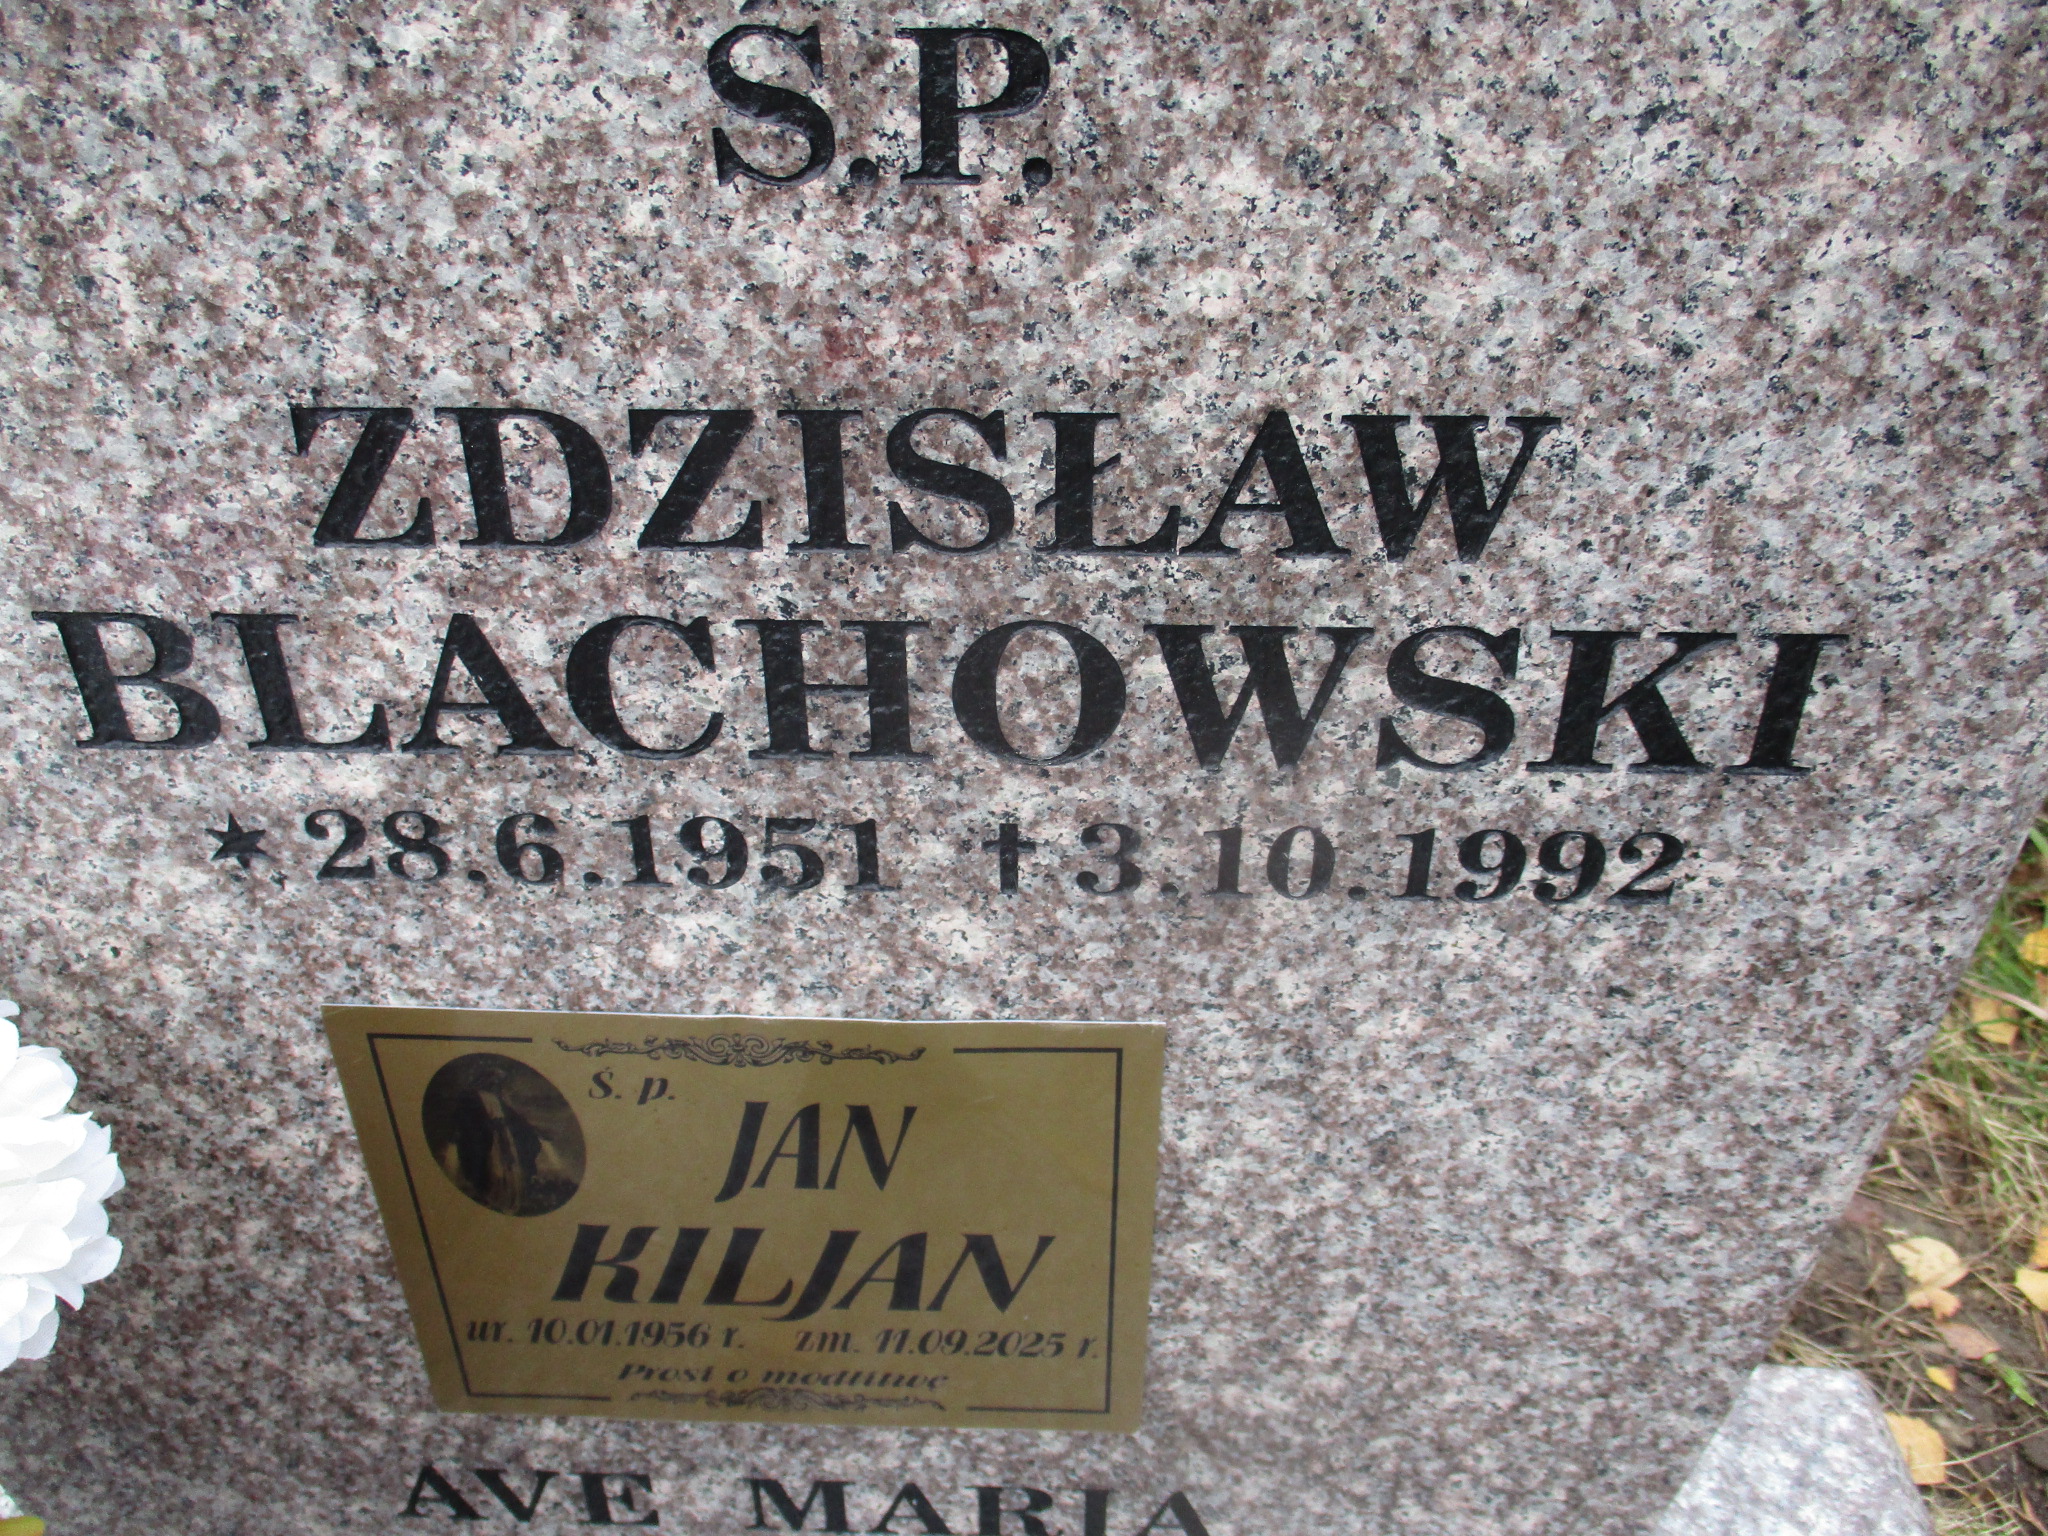 Ś.P.
ZDZISŁAW
BLACHOWSKI
★ 28.6.1951 ✝ 3.10.1992
Ś. p.
JAN
KILJAN
ur. 10.01.1956 r. zm. 11.09.2025 r.
Prosi o modlitwę
AVE MARIA